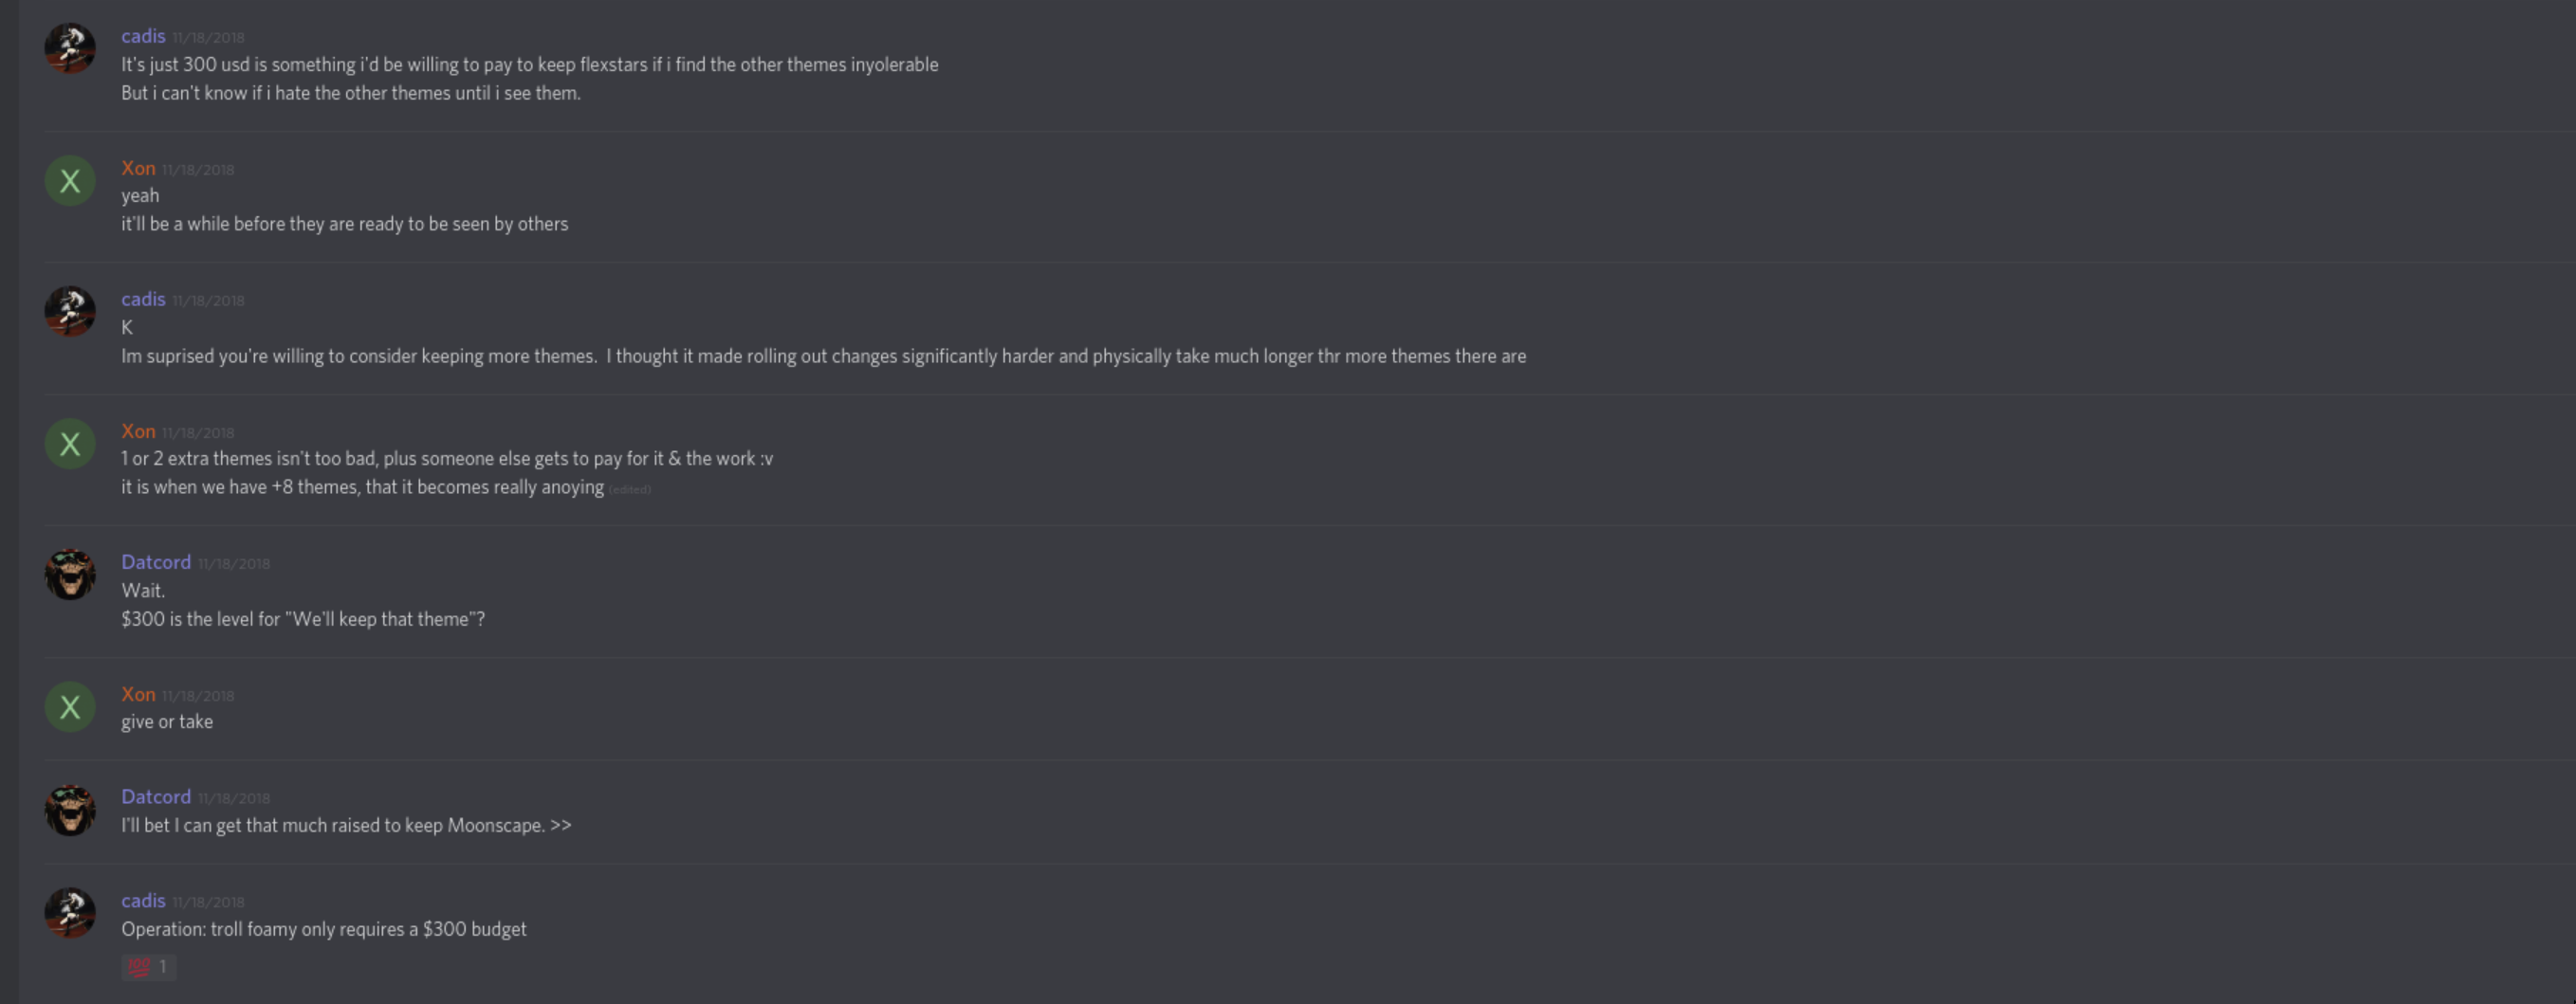 cadis 11/18/2018
It's just 300 usd is something i'd be willing to pay to keep flexstars if i find the other themes inyolerable
But i can't know if i hate the other themes until i see them.
X
Xon 11/18/2018
yeah
it'll be a while before they are ready to be seen by others
cadis 11/18/2018
K
Im suprised you're willing to consider keeping more themes.  I thought it made rolling out changes significantly harder and physically take much longer thr more themes there are
X
Xon 11/18/2018
1 or 2 extra themes isn't too bad, plus someone else gets to pay for it & the work :v
it is when we have +8 themes, that it becomes really anoying (edited)
Datcord 11/18/2018
Wait.
$300 is the level for "We'll keep that theme"?
X
Xon 11/18/2018
give or take
Datcord 11/18/2018
I'll bet I can get that much raised to keep Moonscape. >>
cadis 11/18/2018
Operation: troll foamy only requires a $300 budget
💯 1